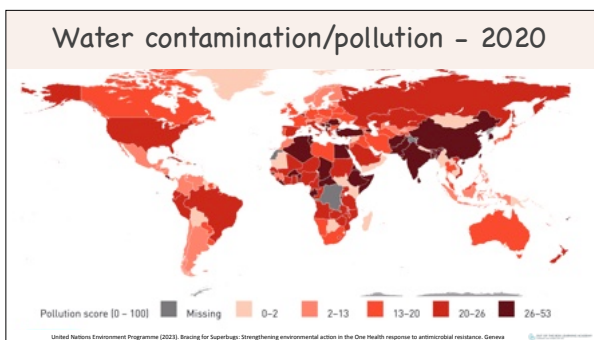 Water contamination/pollution - 2020
Pollution score (0 – 100) Missing 0–2 2–13 13–20 20–26 26–53
United Nations Environment Programme (2023). Bracing for Superbugs: Strengthening environmental action in the One Health response to antimicrobial resistance. Geneva